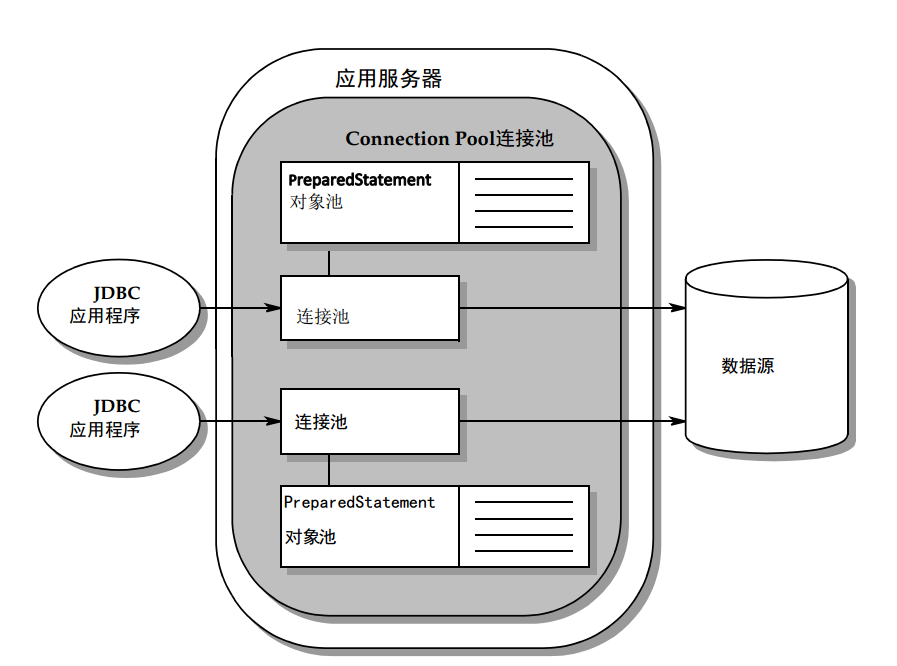 应用服务器
Connection Pool连接池
PreparedStatement
对象池
JDBC
应用程序
连接池
数据源
JDBC
应用程序
连接池
PreparedStatement
对象池